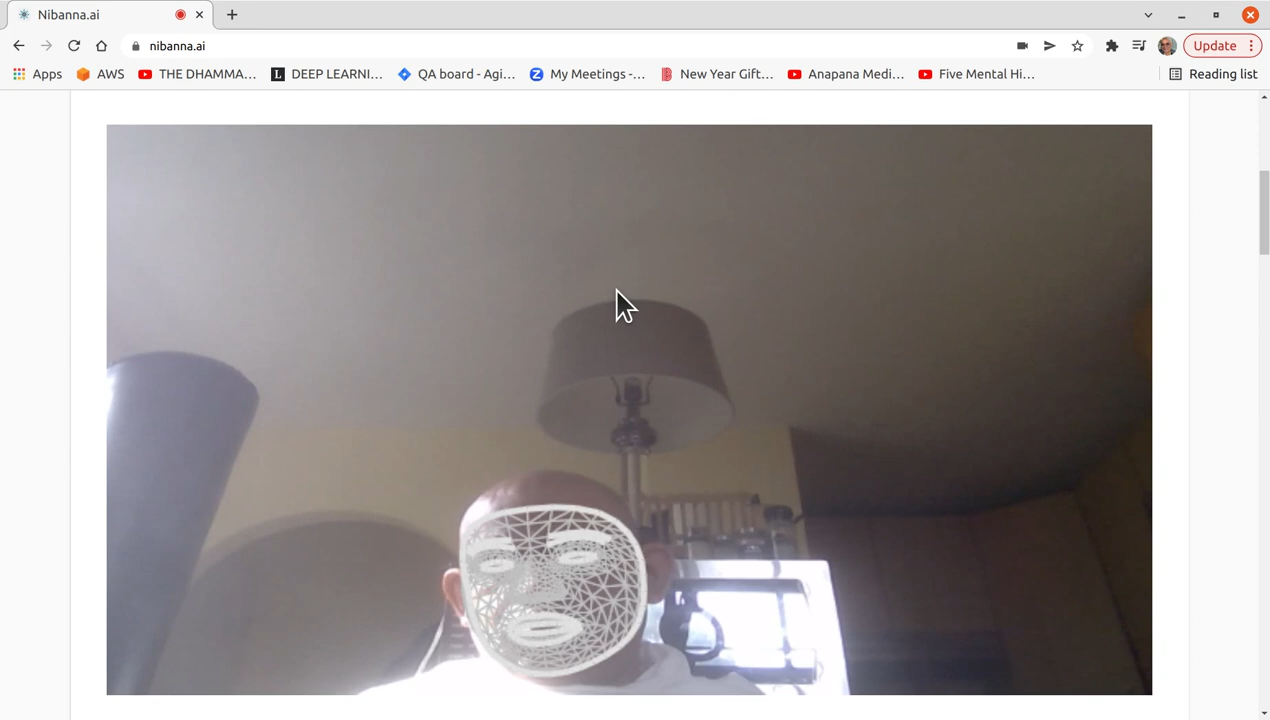 Nibanna.ai
nibanna.ai
Update
Apps AWS THE DHAMMA... L DEEP LEARNI... QA board - Agi... Z My Meetings -... B New Year Gift... Anapana Medi... Five Mental Hi... Reading list